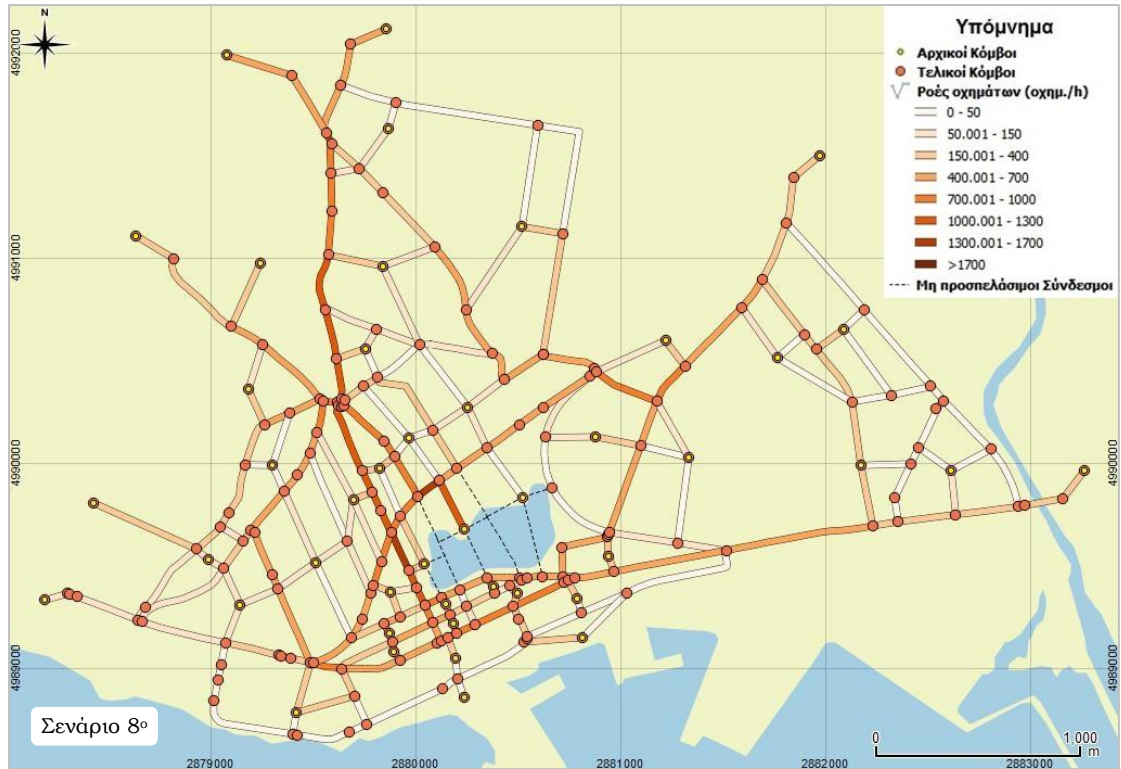 N
Υπόμνημα
Αρχικοί Κόμβοι
Τελικοί Κόμβοι
Ροές οχημάτων (οχημ./h)
0 - 50
50.001 - 150
150.001 - 400
400.001 - 700
700.001 - 1000
1000.001 - 1300
1300.001 - 1700
>1700
Μη προσπελάσιμοι Σύνδεσμοι
4992000
4991000
4990000
4989000
4990000
4989000
Σενάριο 8ο
0 1,000
m
2879000 2880000 2881000 2882000 2883000